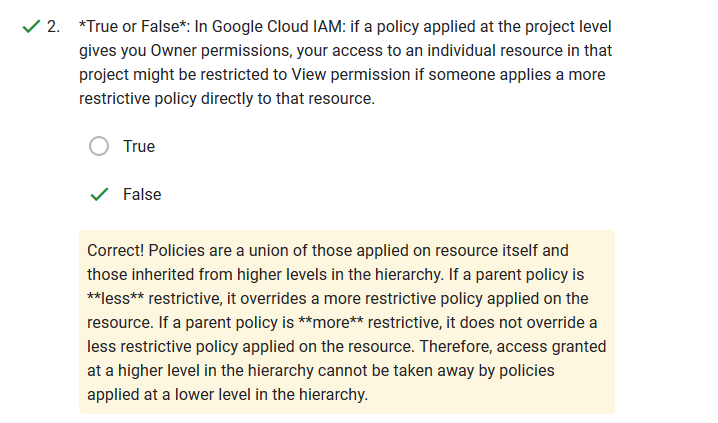 2. *True or False*: In Google Cloud IAM: if a policy applied at the project level
gives you Owner permissions, your access to an individual resource in that
project might be restricted to View permission if someone applies a more
restrictive policy directly to that resource.
True
False
Correct! Policies are a union of those applied on resource itself and
those inherited from higher levels in the hierarchy. If a parent policy is
**less** restrictive, it overrides a more restrictive policy applied on the
resource. If a parent policy is **more** restrictive, it does not override a
less restrictive policy applied on the resource. Therefore, access granted
at a higher level in the hierarchy cannot be taken away by policies
applied at a lower level in the hierarchy.